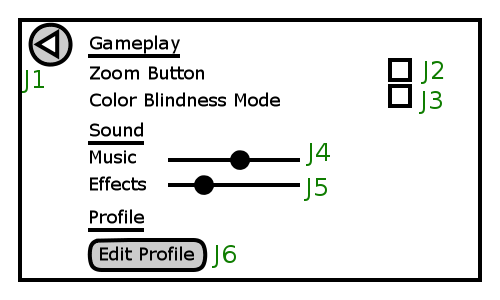 Gameplay
J1
Zoom Button J2
Color Blindness Mode J3
Sound
Music J4
Effects J5
Profile
Edit Profile J6